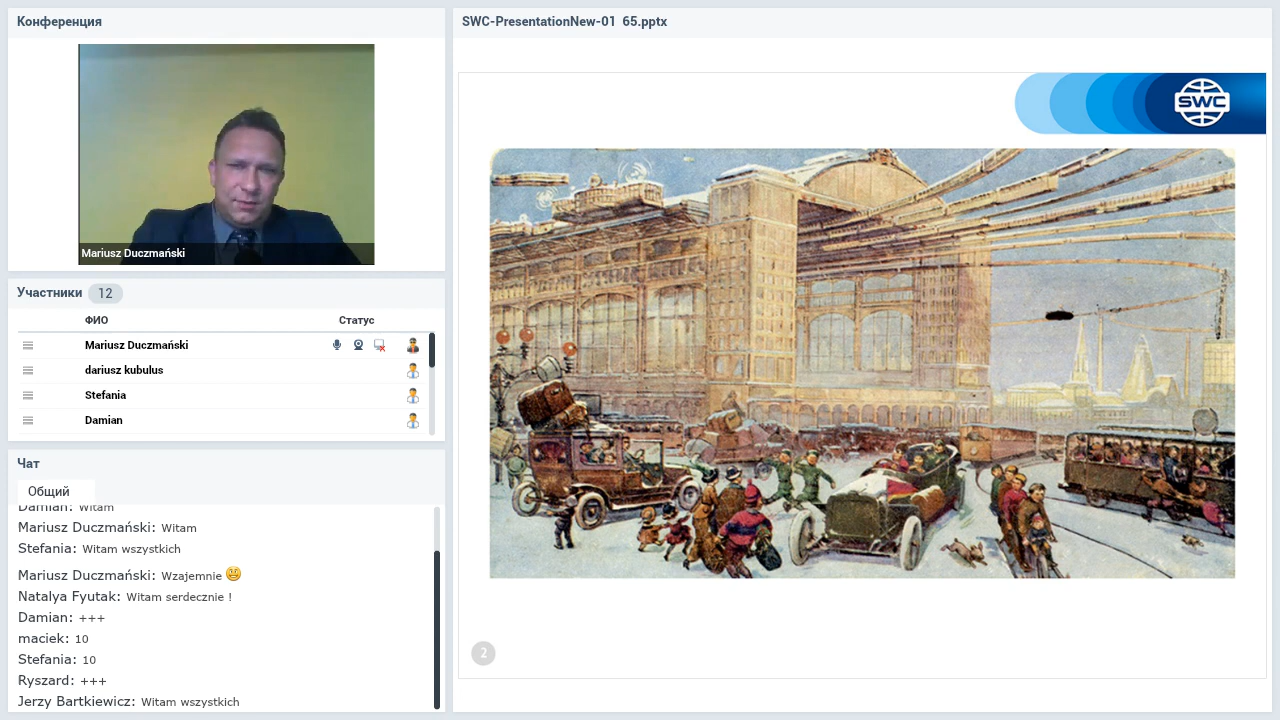 Конференция
Mariusz Duczmański
Участники 12
ФИО Статус
Mariusz Duczmański
dariusz kubulus
Stefania
Damian
Чат
Общий
Damian: Witam
Mariusz Duczmański: Witam
Stefania: Witam wszystkich
Mariusz Duczmański: Wzajemnie
Natalya Fyutak: Witam serdecznie !
Damian: +++
maciek: 10
Stefania: 10
Ryszard: +++
Jerzy Bartkiewicz: Witam wszystkich
SWC-PresentationNew-01 65.pptx
SWC
2